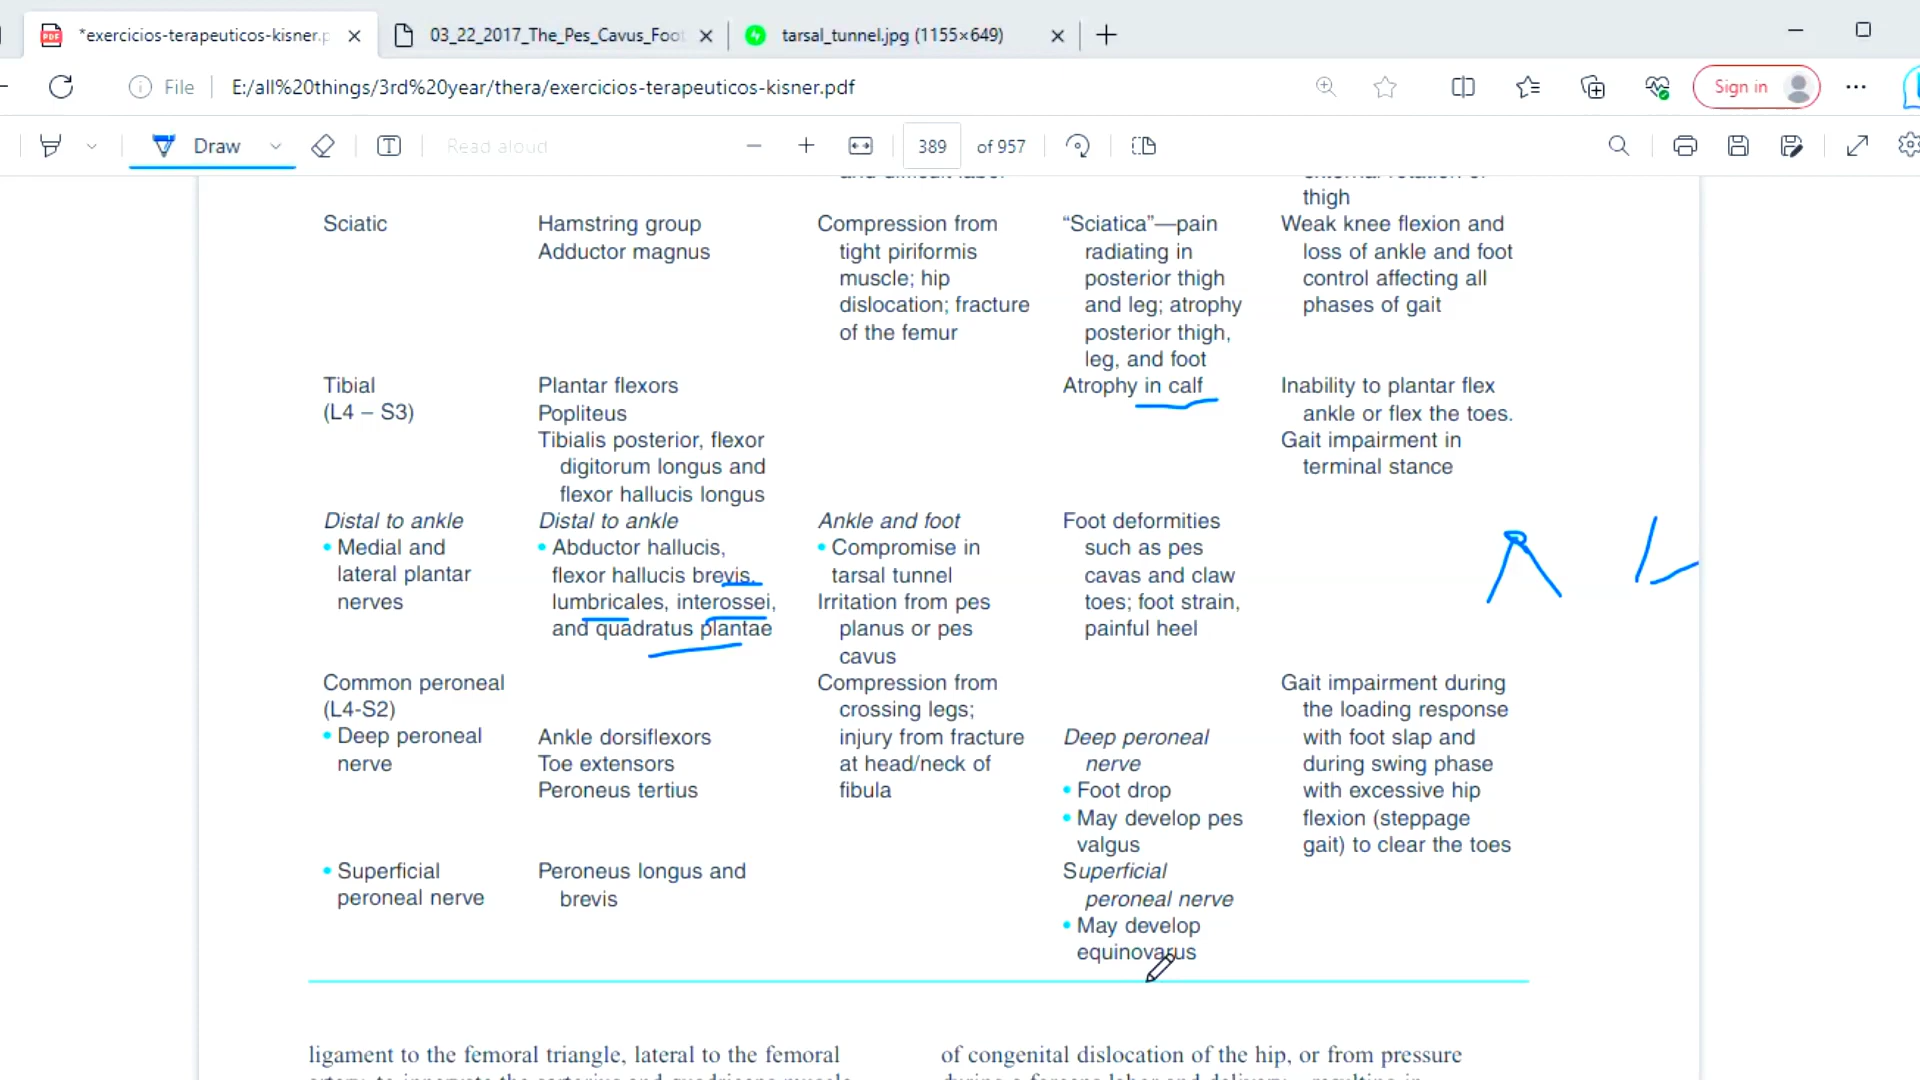 *exercicios-terapeuticos-kisner.p
03_22_2017_The_Pes_Cavus_Foot
tarsal_tunnel.jpg (1155×649)
File
E:/all%20things/3rd%20year/thera/exercicios-terapeuticos-kisner.pdf
Sign in
Draw
Read aloud
389 of 957
thigh
Sciatic
Hamstring group
Adductor magnus
Compression from
tight piriformis
muscle; hip
dislocation; fracture
of the femur
“Sciatica”—pain
radiating in
posterior thigh
and leg; atrophy
posterior thigh,
leg, and foot
Weak knee flexion and
loss of ankle and foot
control affecting all
phases of gait
Tibial
(L4 – S3)
Plantar flexors
Popliteus
Tibialis posterior, flexor
digitorum longus and
flexor hallucis longus
Atrophy in calf
Inability to plantar flex
ankle or flex the toes.
Gait impairment in
terminal stance
Distal to ankle
• Medial and
lateral plantar
nerves
Distal to ankle
• Abductor hallucis,
flexor hallucis brevis,
lumbricales, interossei,
and quadratus plantae
Ankle and foot
• Compromise in
tarsal tunnel
Irritation from pes
planus or pes
cavus
Foot deformities
such as pes
cavas and claw
toes; foot strain,
painful heel
Common peroneal
(L4-S2)
• Deep peroneal
nerve
Ankle dorsiflexors
Toe extensors
Peroneus tertius
Compression from
crossing legs;
injury from fracture
at head/neck of
fibula
Deep peroneal
nerve
• Foot drop
• May develop pes
valgus
Gait impairment during
the loading response
with foot slap and
during swing phase
with excessive hip
flexion (steppage
gait) to clear the toes
• Superficial
peroneal nerve
Peroneus longus and
brevis
Superficial
peroneal nerve
• May develop
equinovarus
ligament to the femoral triangle, lateral to the femoral
of congenital dislocation of the hip, or from pressure